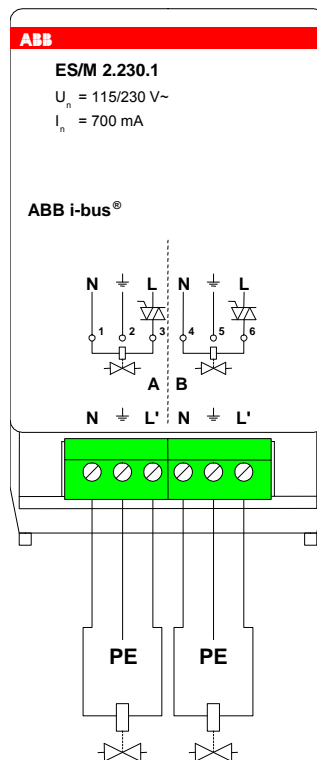 ABB
ES/M 2.230.1
Un = 115/230 V~
In = 700 mA
ABB i-bus®
N L N L
1 2 3 4 5 6
A B
N L' N L'
PE PE